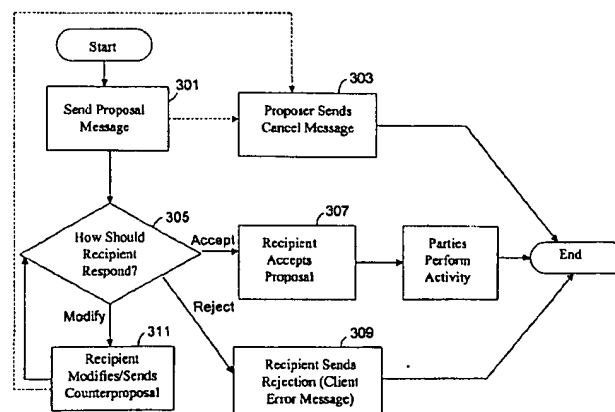 Start
301
Send Proposal
Message
303
Proposer Sends
Cancel Message
305
How Should
Recipient
Respond?
Accept
307
Recipient
Accepts
Proposal
Parties
Perform
Activity
End
Modify
Reject
311
Recipient
Modifies/Sends
Counterproposal
309
Recipient Sends
Rejection (Client
Error Message)